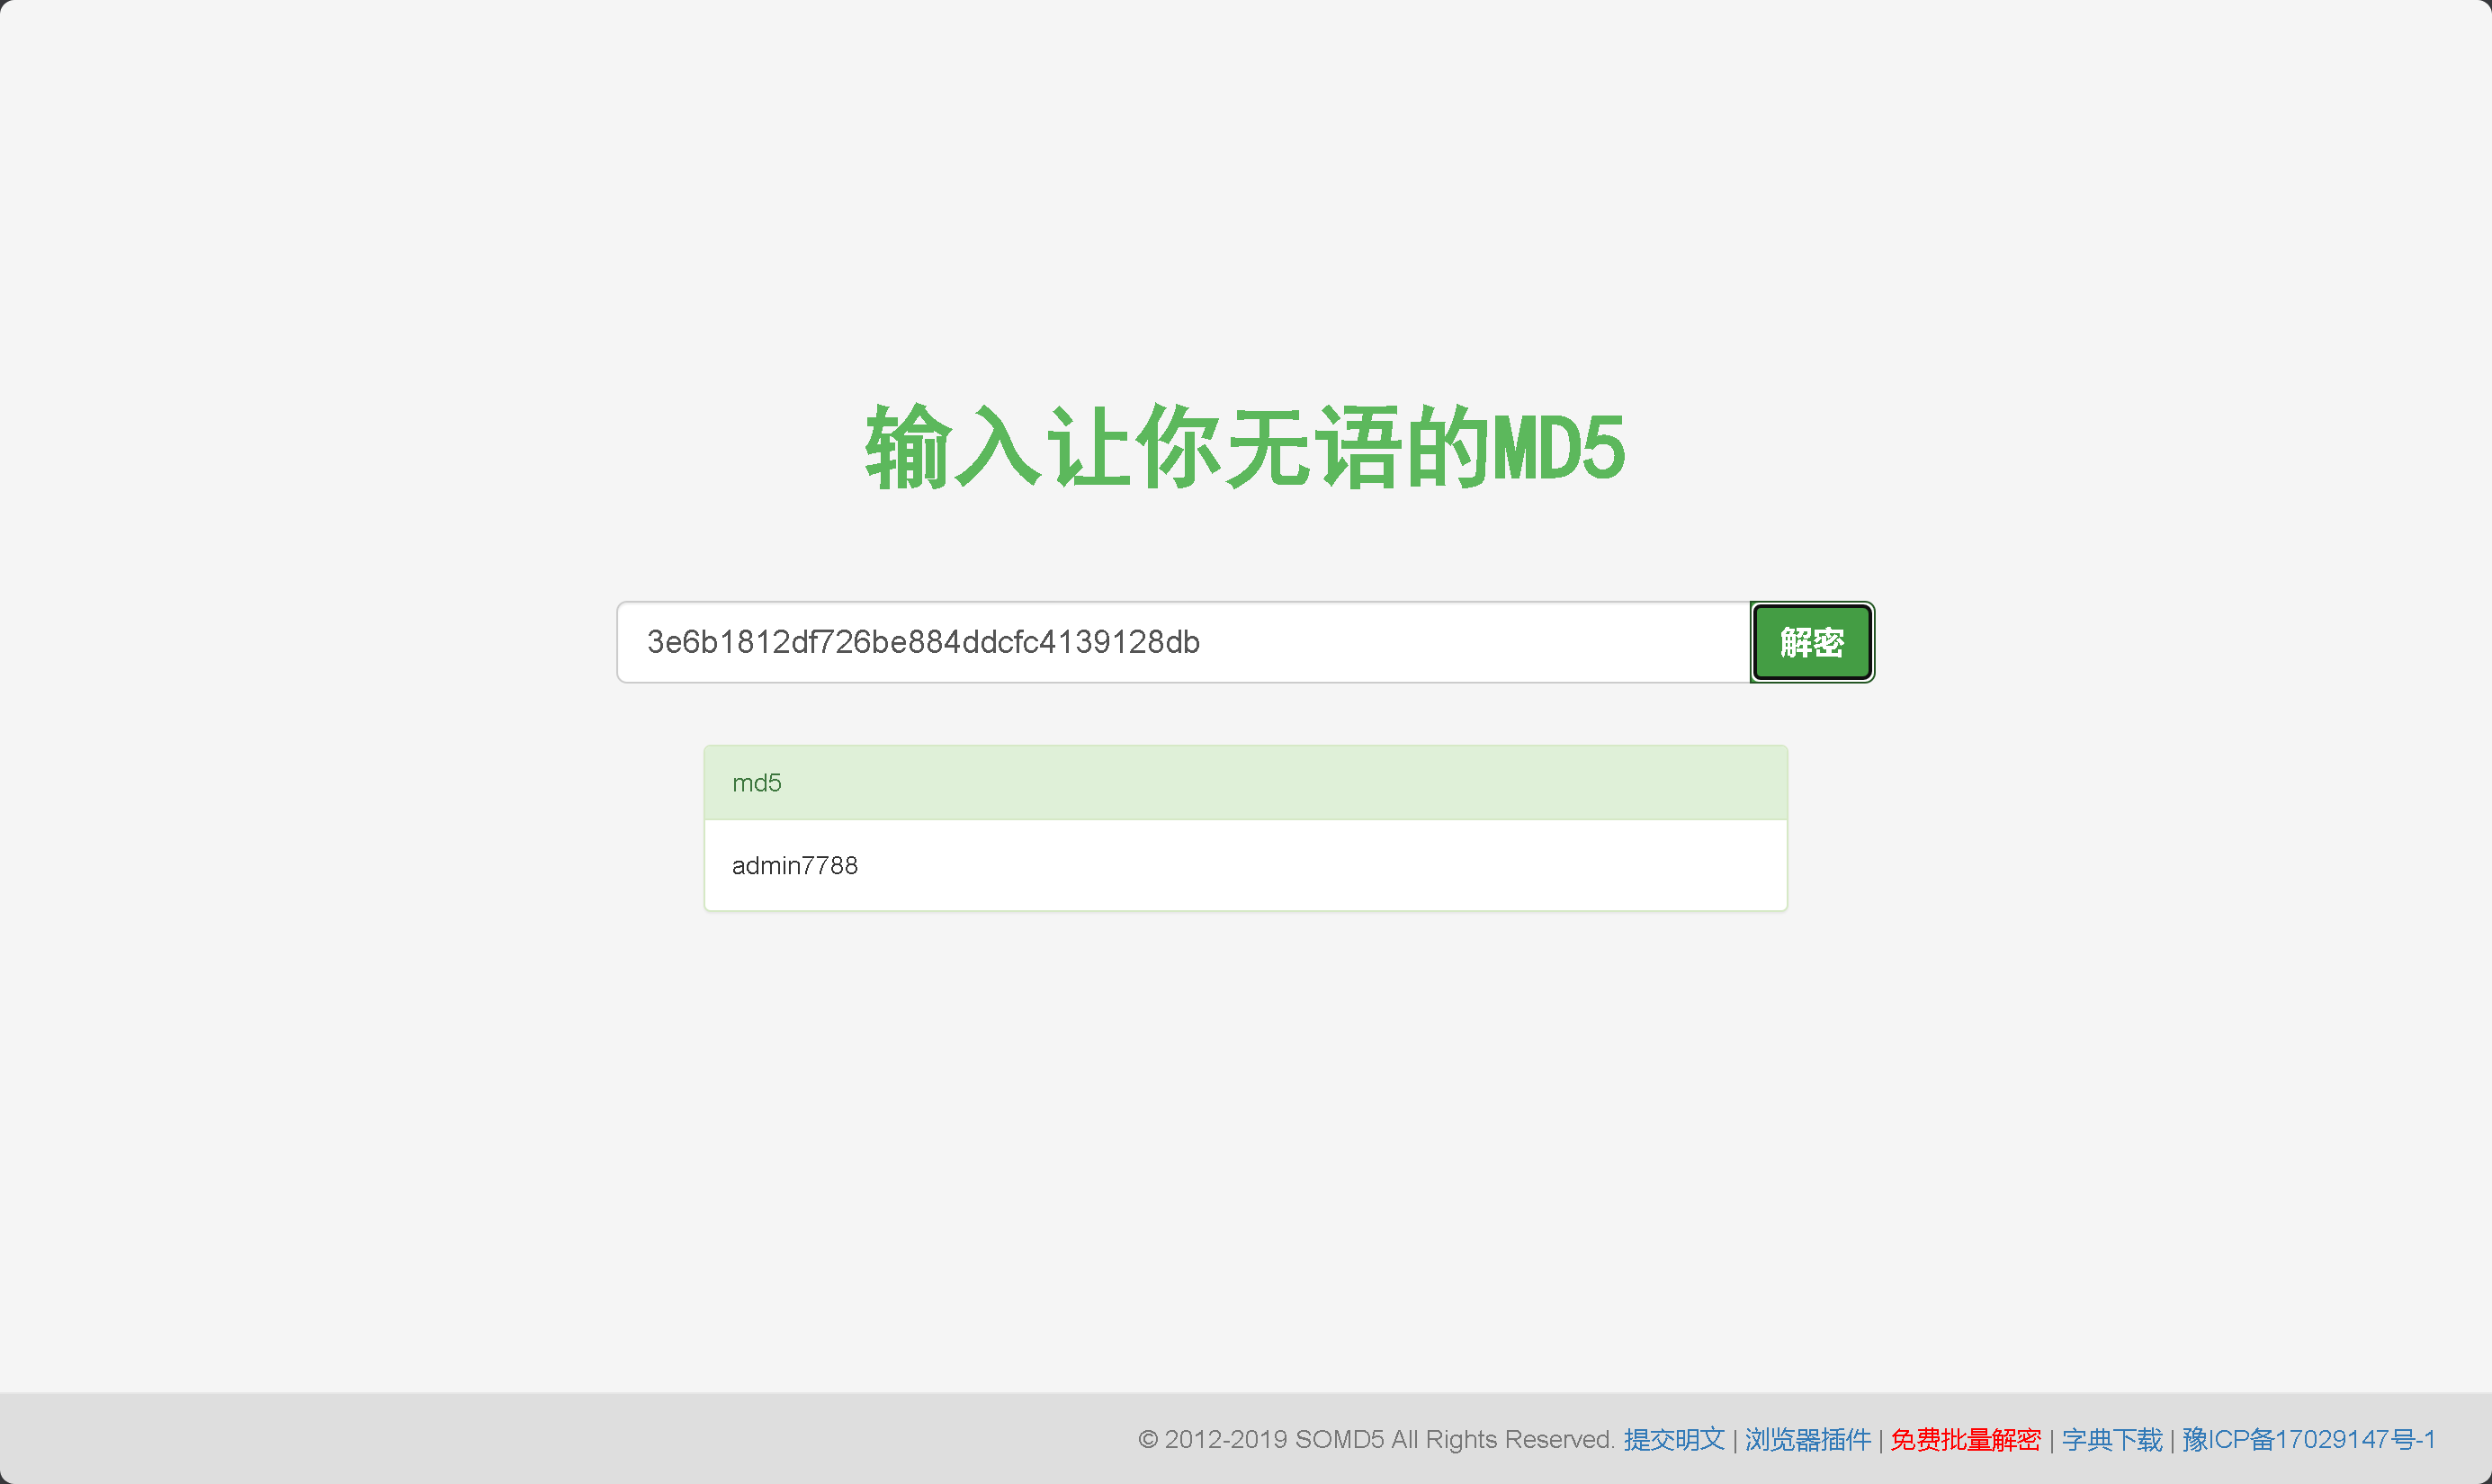 输入让你无语的MD5
3e6b1812df726be884ddcfc4139128db
解密
md5
admin7788
© 2012-2019 SOMD5 All Rights Reserved. 提交明文 | 浏览器插件 | 免费批量解密 | 字典下载 | 豫ICP备17029147号-1